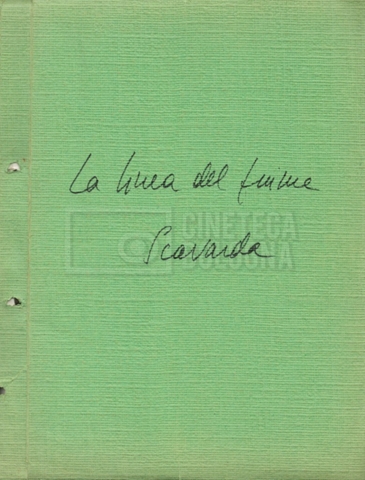 La linea del fiume
CINETECA
Scavarda
BOLOGNA